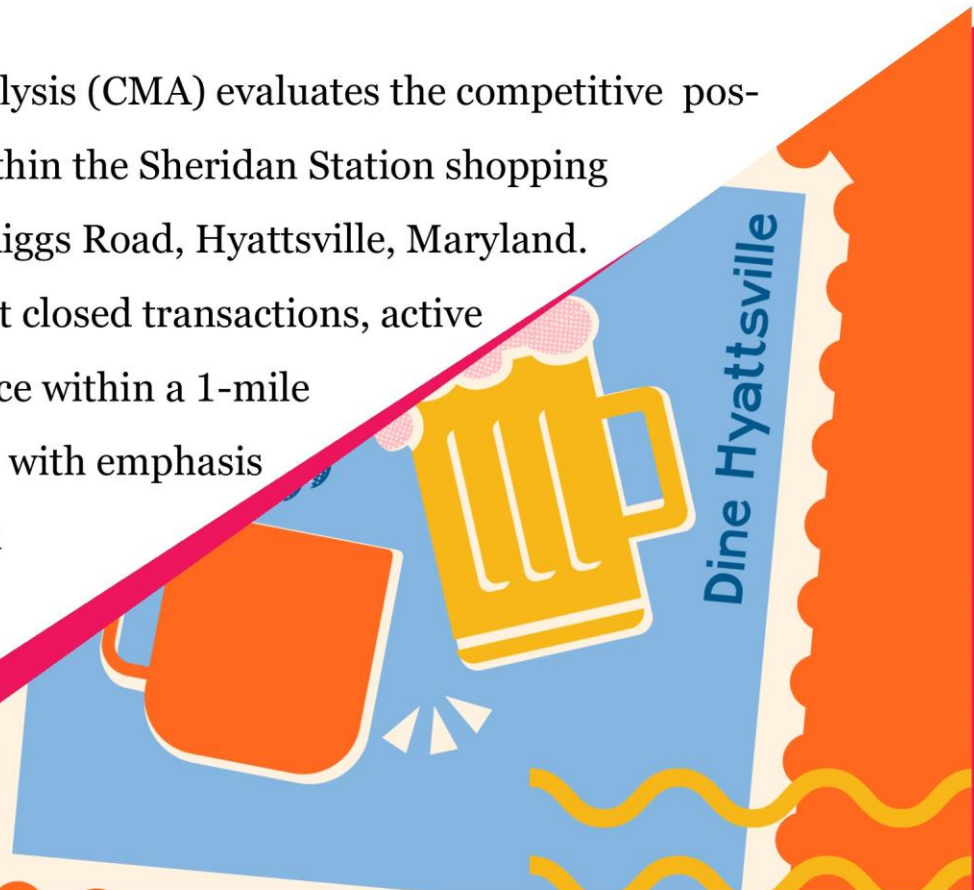 lysis (CMA) evaluates the competitive pos-
thin the Sheridan Station shopping
iggs Road, Hyattsville, Maryland.
t closed transactions, active
ce within a 1-mile
with emphasis
Dine Hyattsville